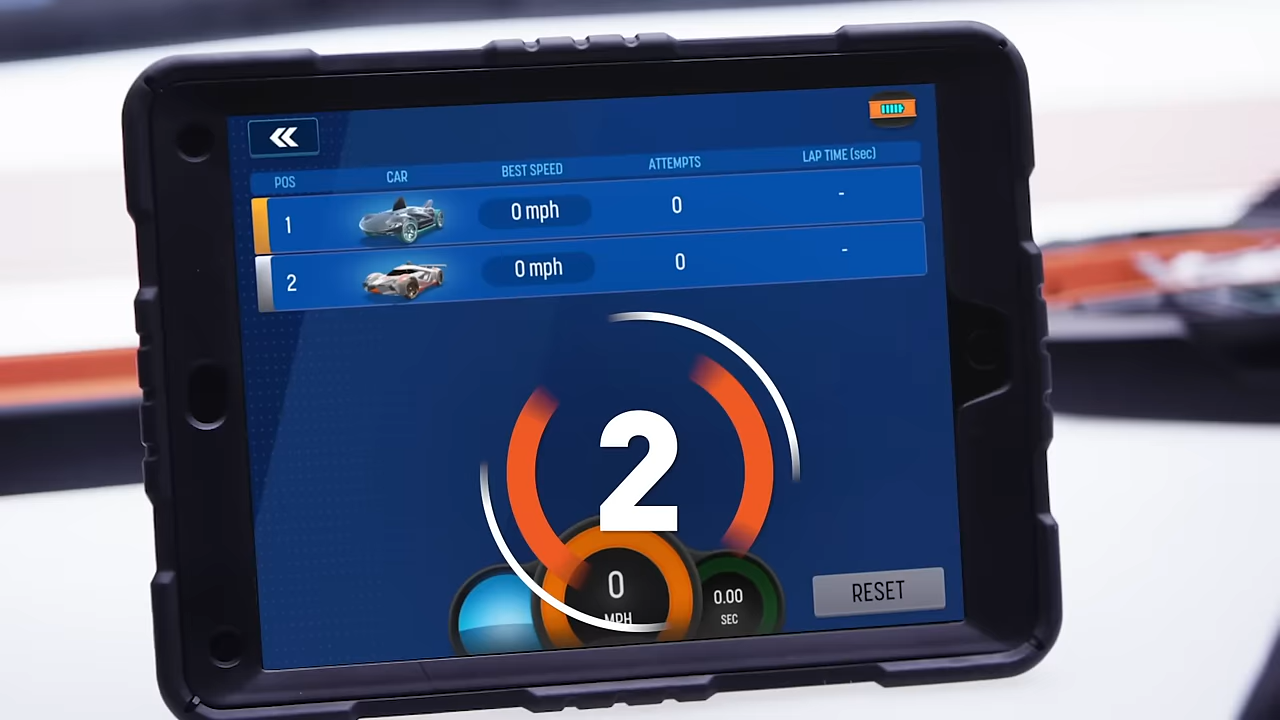 POS CAR BEST SPEED ATTEMPTS LAP TIME (sec)
1 0 mph 0 -
2 0 mph 0 -
2
0 MPH
0.00 SEC
RESET